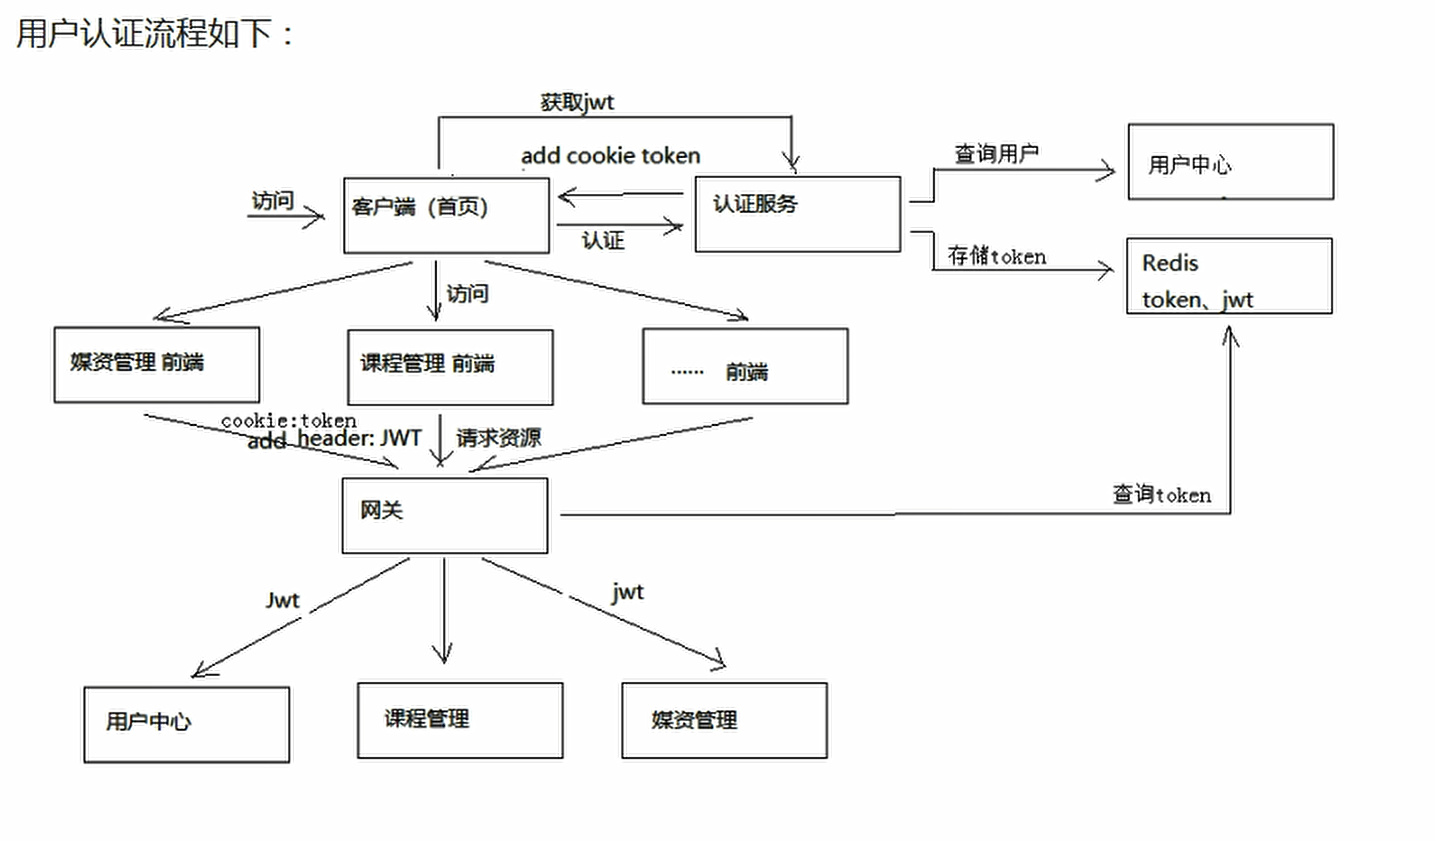 用户认证流程如下：
获取jwt
add cookie token
查询用户
用户中心
访问
客户端（首页）
认证服务
认证
存储token
Redis
token、jwt
访问
媒资管理 前端
课程管理 前端
······ 前端
cookie:token
add header: JWT
请求资源
网关
查询token
Jwt
jwt
用户中心
课程管理
媒资管理